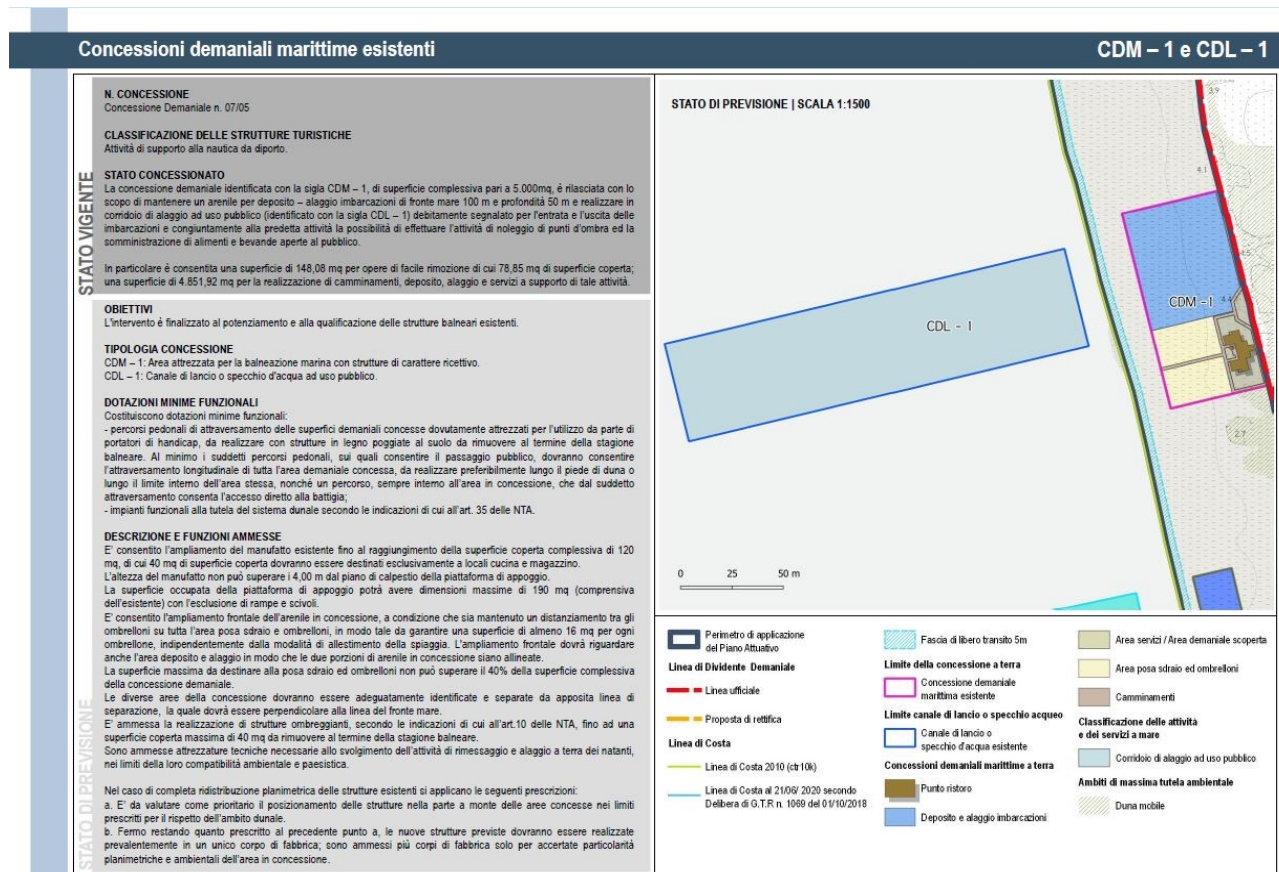 Concessioni demaniali marittime esistenti
CDM – 1 e CDL – 1
STATO VIGENTE
N. CONCESSIONE
Concessione Demaniale n. 07/05
CLASSIFICAZIONE DELLE STRUTTURE TURISTICHE
Attività di supporto alla nautica da diporto.
STATO CONCESSIONATO
La concessione demaniale identificata con la sigla CDM – 1, di superficie complessiva pari a 5.000mq, é rilasciata con lo
scopo di mantenere un arenile per deposito – alaggio imbarcazioni di fronte mare 100 m e profondità 50 m e realizzare in
corridoio di alaggio ad uso pubblico (identificato con la sigla CDL – 1) debitamente segnalato per l'entrata e l'uscita delle
imbarcazioni e congiuntamente alla predetta attività la possibilità di effettuare l'attività di noleggio di punti d'ombra ed la
somministrazione di alimenti e bevande aperte al pubblico.
In particolare é consentita una superficie di 148,08 mq per opere di facile rimozione di cui 78,85 mq di superficie coperta;
una superficie di 4.851,92 mq per la realizzazione di camminamenti, deposito, alaggio e servizi a supporto di tale attività.
STATO DI PREVISIONE
OBIETTIVI
L'intervento é finalizzato al potenziamento e alla qualificazione delle strutture balneari esistenti.
TIPOLOGIA CONCESSIONE
CDM – 1: Area attrezzata per la balneazione marina con strutture di carattere ricettivo.
CDL – 1: Canale di lancio o specchio d'acqua ad uso pubblico.
DOTAZIONI MINIME FUNZIONALI
Costituiscono dotazioni minime funzionali:
- percorsi pedonali di attraversamento delle superfici demaniali concesse dovutamente attrezzati per l'utilizzo da parte di
portatori di handicap, da realizzare con strutture in legno poggiate al suolo da rimuovere al termine della stagione
balneare. Al minimo i suddetti percorsi pedonali, sui quali consentire il passaggio pubblico, dovranno consentire
l'attraversamento longitudinale di tutta l'area demaniale concessa, da realizzare preferibilmente lungo il piede di duna o
lungo il limite interno dell'area stessa, nonché un percorso, sempre interno all'area in concessione, che dal suddetto
attraversamento consenta l'accesso diretto alla battigia;
- impianti funzionali alla tutela del sistema dunale secondo le indicazioni di cui all'art. 35 delle NTA.
DESCRIZIONE E FUNZIONI AMMESSE
E' consentito l'ampliamento del manufatto esistente fino al raggiungimento della superficie coperta complessiva di 120
mq, di cui 40 mq di superficie coperta dovranno essere destinati esclusivamente a locali cucina e magazzino.
L'altezza del manufatto non può superare i 4,00 m dal piano di calpestio della piattaforma di appoggio.
La superficie occupata della piattaforma di appoggio potrà avere dimensioni massime di 190 mq (comprensiva
dell'esistente) con l'esclusione di rampe e scivoli.
E' consentito l'ampliamento frontale dell'arenile in concessione, a condizione che sia mantenuto un distanziamento tra gli
ombrelloni su tutta l'area posa sdraio e ombrelloni, in modo tale da garantire una superficie di almeno 16 mq per ogni
ombrellone, indipendentemente dalla modalità di allestimento della spiaggia. L'ampliamento frontale dovrà riguardare
anche l'area deposito e alaggio in modo che le due porzioni di arenile in concessione siano allineate.
La superficie massima da destinare alla posa sdraio ed ombrelloni non può superare il 40% della superficie complessiva
della concessione demaniale.
Le diverse aree della concessione dovranno essere adeguatamente identificate e separate da apposita linea di
separazione, la quale dovrà essere perpendicolare alla linea del fronte mare.
E' ammessa la realizzazione di strutture ombreggianti, secondo le indicazioni di cui all'art.10 delle NTA, fino ad una
superficie coperta massima di 40 mq da rimuovere al termine della stagione balneare.
Sono ammesse attrezzature tecniche necessarie allo svolgimento dell'attività di rimessaggio e alaggio a terra dei natanti,
nei limiti della loro compatibilità ambientale e paesistica.
Nel caso di completa ridistribuzione planimetrica delle strutture esistenti si applicano le seguenti prescrizioni:
a. E' da valutare come prioritario il posizionamento delle strutture nella parte a monte delle aree concesse nei limiti
prescritti per il rispetto dell'ambito dunale.
b. Fermo restando quanto prescritto al precedente punto a, le nuove strutture previste dovranno essere realizzate
prevalentemente in un unico corpo di fabbrica; sono ammessi più corpi di fabbrica solo per accertate particolarità
planimetriche e ambientali dell'area in concessione.
STATO DI PREVISIONE | SCALA 1:1500
3.9
4.1
4.5
CDM -1
4.4
CDL - 1
2.7
0 25 50 m
Perimetro di applicazione
del Piano Attuativo
Linea di Dividente Demaniale
Linea ufficiale
Proposta di rettifica
Linea di Costa
Linea di Costa 2010 (ctr10k)
Linea di Costa al 21/06/ 2020 secondo
Delibera di G.T.R n. 1069 del 01/10/2018
Fascia di libero transito 5m
Limite della concessione a terra
Concessione demaniale
marittima esistente
Limite canale di lancio o specchio acqueo
Canale di lancio o
specchio d'acqua esistente
Concessioni demaniali marittime a terra
Punto ristoro
Deposito e alaggio imbarcazioni
Area servizi / Area demaniale scoperta
Area posa sdraio ed ombrelloni
Camminamenti
Classificazione delle attività
e dei servizi a mare
Corridoio di alaggio ad uso pubblico
Ambiti di massima tutela ambientale
Duna mobile